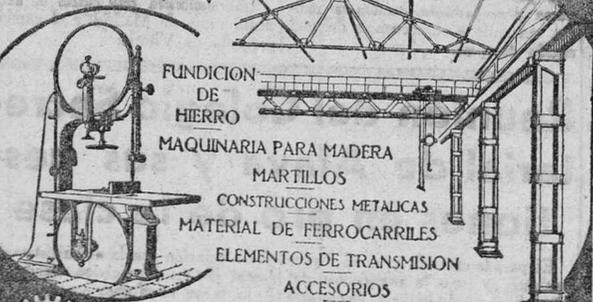 FUNDICION
DE
HIERRO
MAQUINARIA PARA MADERA
MARTILLOS
CONSTRUCCIONES METALICAS
MATERIAL DE FERROCARRILES
ELEMENTOS DE TRANSMISION
ACCESORIOS